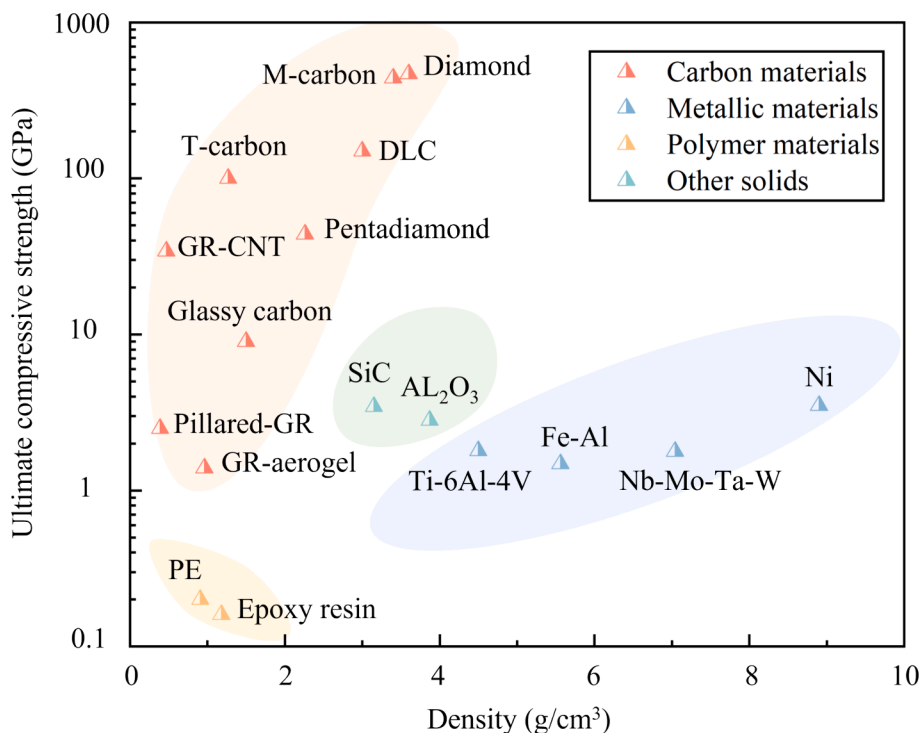 Ultimate compressive strength (GPa)
1000
100
10
1
0.1
M-carbon
Diamond
T-carbon
DLC
GR-CNT
Pentadiamond
Glassy carbon
Pillared-GR
GR-aerogel
SiC
AL₂O₃
Ni
Fe-Al
Ti-6Al-4V
Nb-Mo-Ta-W
PE
Epoxy resin
Carbon materials
Metallic materials
Polymer materials
Other solids
0 2 4 6 8 10
Density (g/cm³)